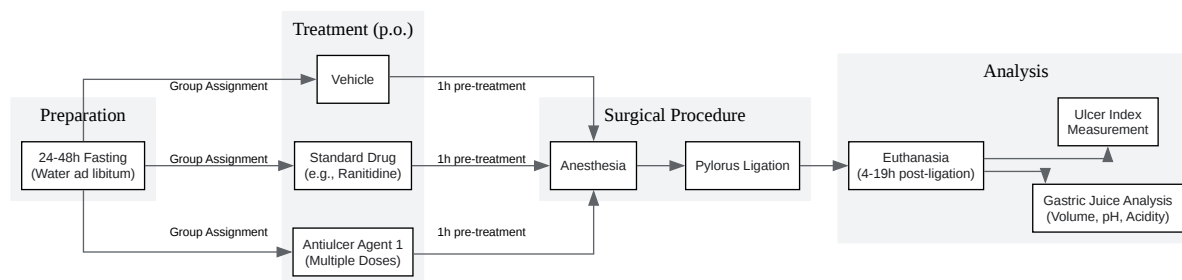 Preparation
24-48h Fasting
(Water ad libitum)
Group Assignment
Group Assignment
Group Assignment
Treatment (p.o.)
Vehicle
Standard Drug
(e.g., Ranitidine)
Antiulcer Agent 1
(Multiple Doses)
1h pre-treatment
1h pre-treatment
1h pre-treatment
Surgical Procedure
Anesthesia
Pylorus Ligation
Analysis
Euthanasia
(4-19h post-ligation)
Ulcer Index
Measurement
Gastric Juice Analysis
(Volume, pH, Acidity)